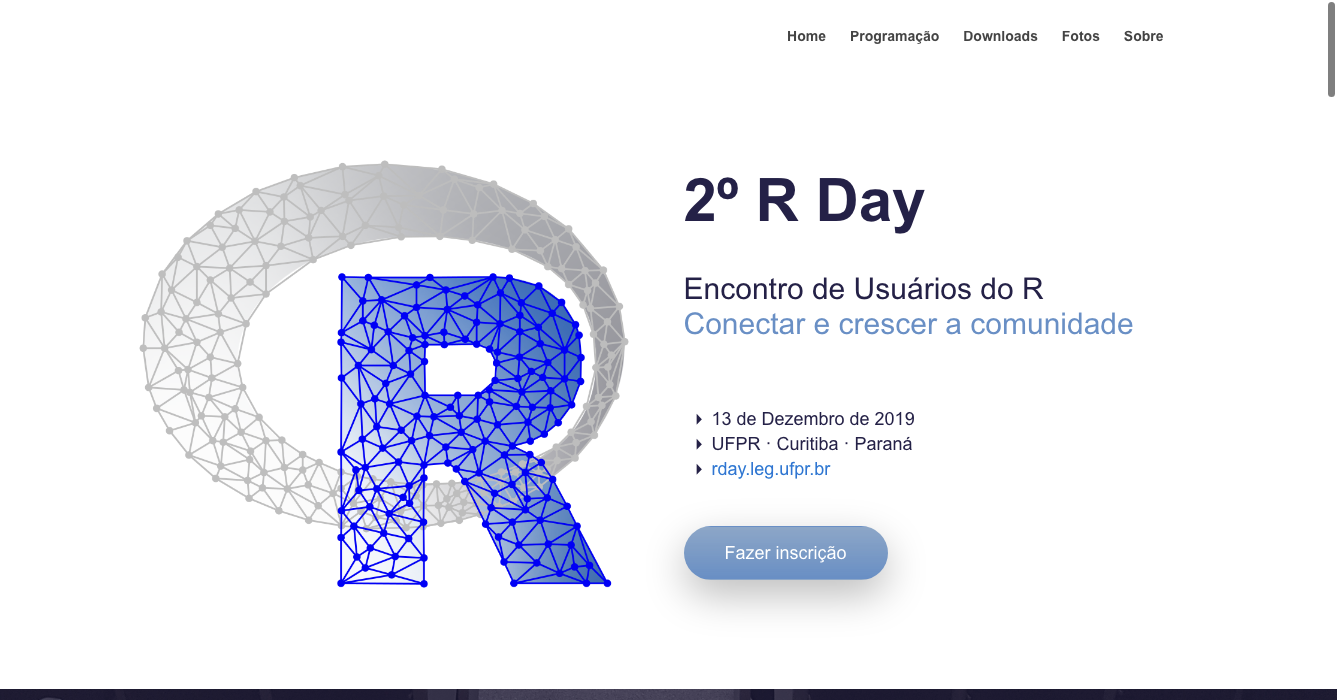 Home Programação Downloads Fotos Sobre
2º R Day
Encontro de Usuários do R
Conectar e crescer a comunidade
13 de Dezembro de 2019
UFPR · Curitiba · Paraná
rday.leg.ufpr.br
Fazer inscrição
R